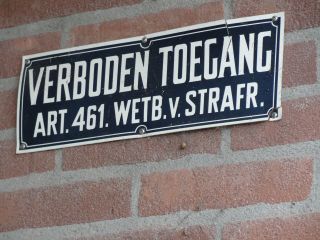 VERBODEN TOEGANG
ART. 461. WETB. v. STRAFR.